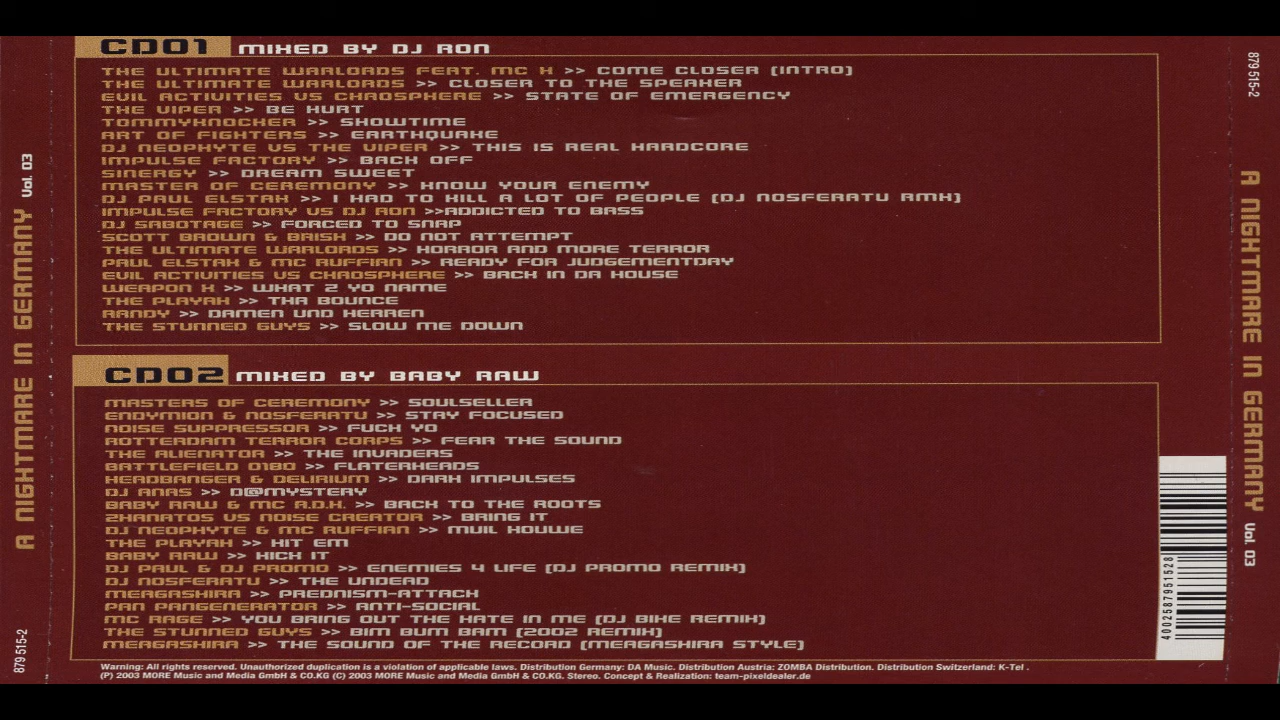 CD01 MIXED BY DJ RON
THE ULTIMATE WARLORDS FEAT. MC X >> COME CLOSER (INTRO)
THE ULTIMATE WARLORDS >> CLOSER TO THE SPEAKER
EVIL ACTIVITIES VS CHAOSPHERE >> STATE OF EMERGENCY
THE VIPER >> BE HURT
TOMMYKNOCKER >> SHOWTIME
ART OF FIGHTERS >> EARTHQUAKE
DJ NEOPHYTE VS THE VIPER >> THIS IS REAL HARDCORE
IMPULSE FACTORY >> BACK OFF
SINERGY >> DREAM SWEET
MASTER OF CEREMONY >> KNOW YOUR ENEMY
DJ PAUL ELSTAK >> I HAD TO KILL A LOT OF PEOPLE (DJ NOSFERATU RMX)
IMPULSE FACTORY VS DJ RON >>ADDICTED TO BASS
DJ SABOTAGE >> FORCED TO SNAP
SCOTT BROWN & BRISK >> DO NOT ATTEMPT
THE ULTIMATE WARLORDS >> HORROR AND MORE TERROR
PAUL ELSTAK & MC RUFFIAN >> READY FOR JUDGEMENTDAY
EVIL ACTIVITIES VS CHAOSPHERE >> BACK IN DA HOUSE
WEAPON X >> WHAT 2 YO NAME
THE PLAYAH >> THA BOUNCE
RANDY >> DAMEN UND HERREN
THE STUNNED GUYS >> SLOW ME DOWN
CD02 MIXED BY BABY RAW
MASTERS OF CEREMONY >> SOULSELLER
ENDYMION & NOSFERATU >> STAY FOCUSED
NOISE SUPPRESSOR >> FUCK YO
ROTTERDAM TERROR CORPS >> FEAR THE SOUND
THE ALIENATOR >> THE INVADERS
BATTLEFIELD 0180 >> FLATERHEADS
HEADBANGER & DELIRIUM >> DARK IMPULSES
DJ ANAS >> D@MYSTERY
BABY RAW & MC A.D.K. >> BACK TO THE ROOTS
2HANATOS VS NOISE CREATOR >> BRING IT
DJ NEOPHYTE & MC RUFFIAN >> MUIL HOUWE
THE PLAYAH >> HIT EM
BABY RAW >> KICK IT
DJ PAUL & DJ PROMO >> ENEMIES 4 LIFE (DJ PROMO REMIX)
DJ NOSFERATU >> THE UNDEAD
MERGASHIRA >> PREDNISM-ATTACK
PAN PANGENERATOR >> ANTI-SOCIAL
MC RAGE >> YOU BRING OUT THE HATE IN ME (DJ BIKE REMIX)
THE STUNNED GUYS >> BIM BUM BAM (2002 REMIX)
MERGASHIRA >> THE SOUND OF THE RECORD (MERGASHIRA STYLE)
Warning: All rights reserved. Unauthorized duplication is a violation of applicable laws. Distribution Germany: DA Music. Distribution Austria: ZOMBA Distribution. Distribution Switzerland: K-Tel .
(P) 2003 MORE Music and Media GmbH & CO.KG (C) 2003 MORE Music and Media GmbH & CO.KG. Stereo. Concept & Realization: team-pixeldealer.de
A NIGHTMARE IN GERMANY Vol. 03
879 515-2
879 515-2
A NIGHTMARE IN GERMANY Vol. 03
4002587951528